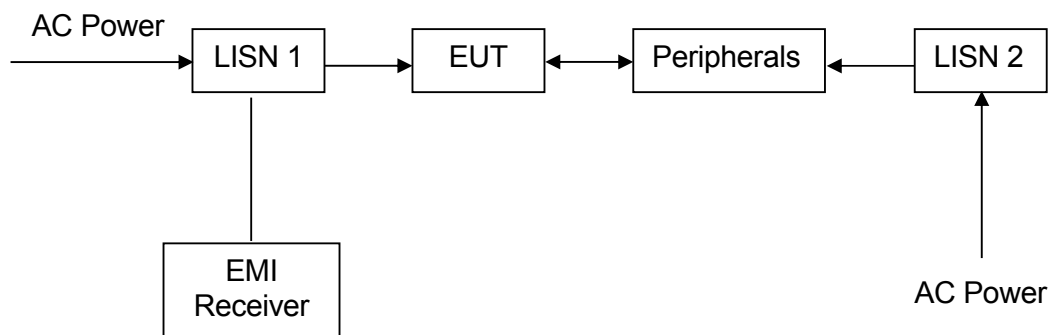 AC Power
LISN 1
EUT
Peripherals
LISN 2
EMI
Receiver
AC Power